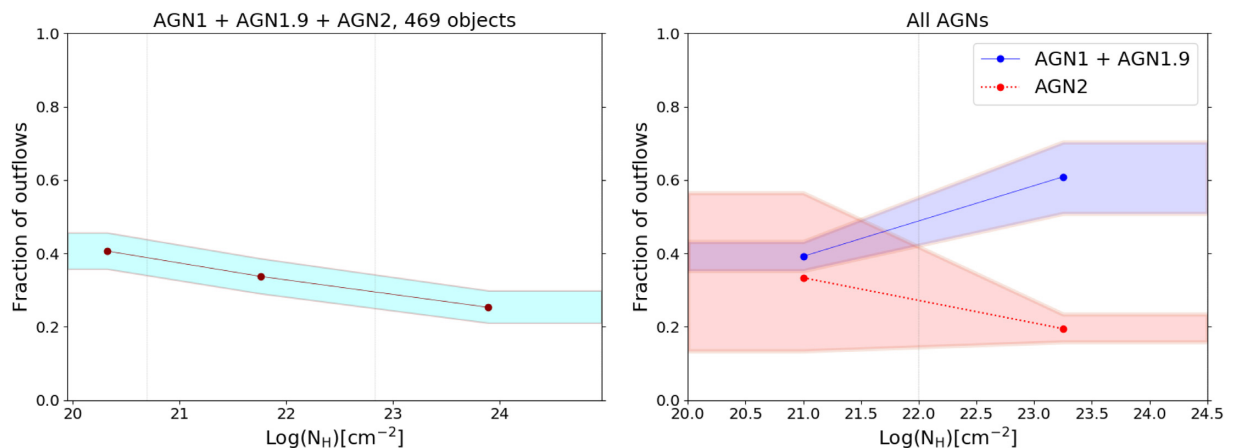 AGN1 + AGN1.9 + AGN2, 469 objects
1.0
0.8
0.6
0.4
0.2
0.0
Fraction of outflows
20 21 22 23 24
Log(N_H)[cm^{-2}]
All AGNs
AGN1 + AGN1.9
AGN2
1.0
0.8
0.6
0.4
0.2
0.0
Fraction of outflows
20.0 20.5 21.0 21.5 22.0 22.5 23.0 23.5 24.0 24.5
Log(N_H)[cm^{-2}]